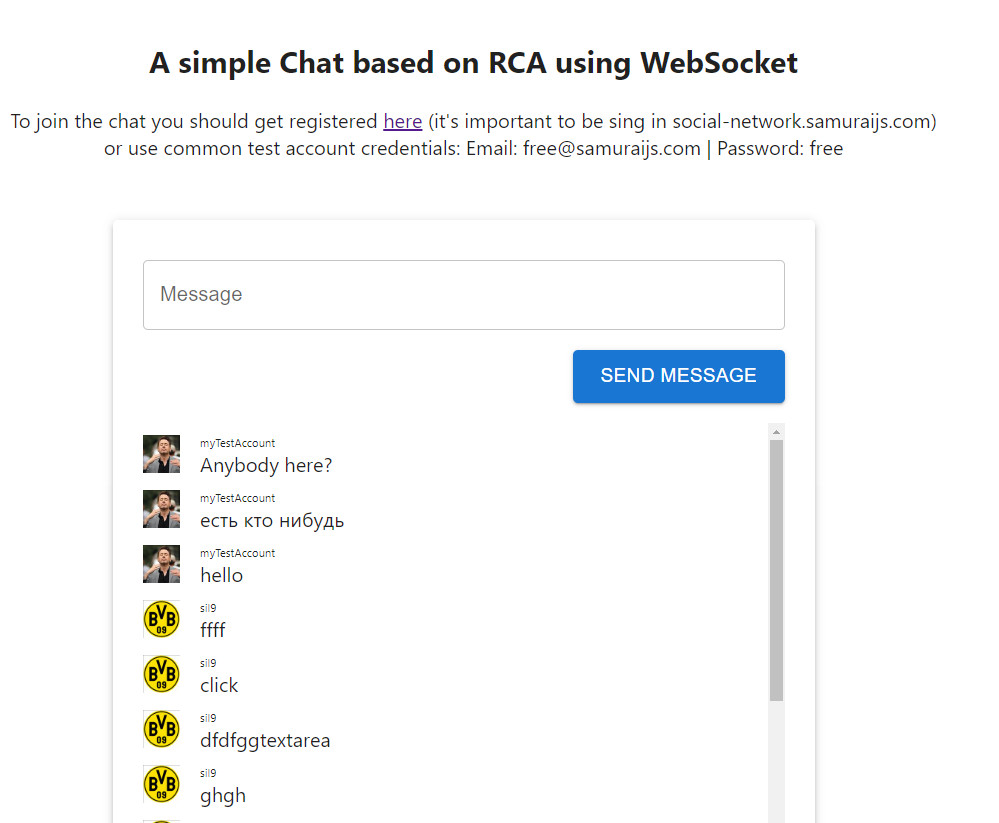 A simple Chat based on RCA using WebSocket
To join the chat you should get registered here (it's important to be sing in social-network.samuraijs.com)
or use common test account credentials: Email: free@samuraijs.com | Password: free
Message
SEND MESSAGE
myTestAccount
Anybody here?
myTestAccount
есть кто нибудь
myTestAccount
hello
BVB
09
sil9
ffff
BVB
09
sil9
click
BVB
09
sil9
dfdfggtextarea
BVB
09
sil9
ghgh